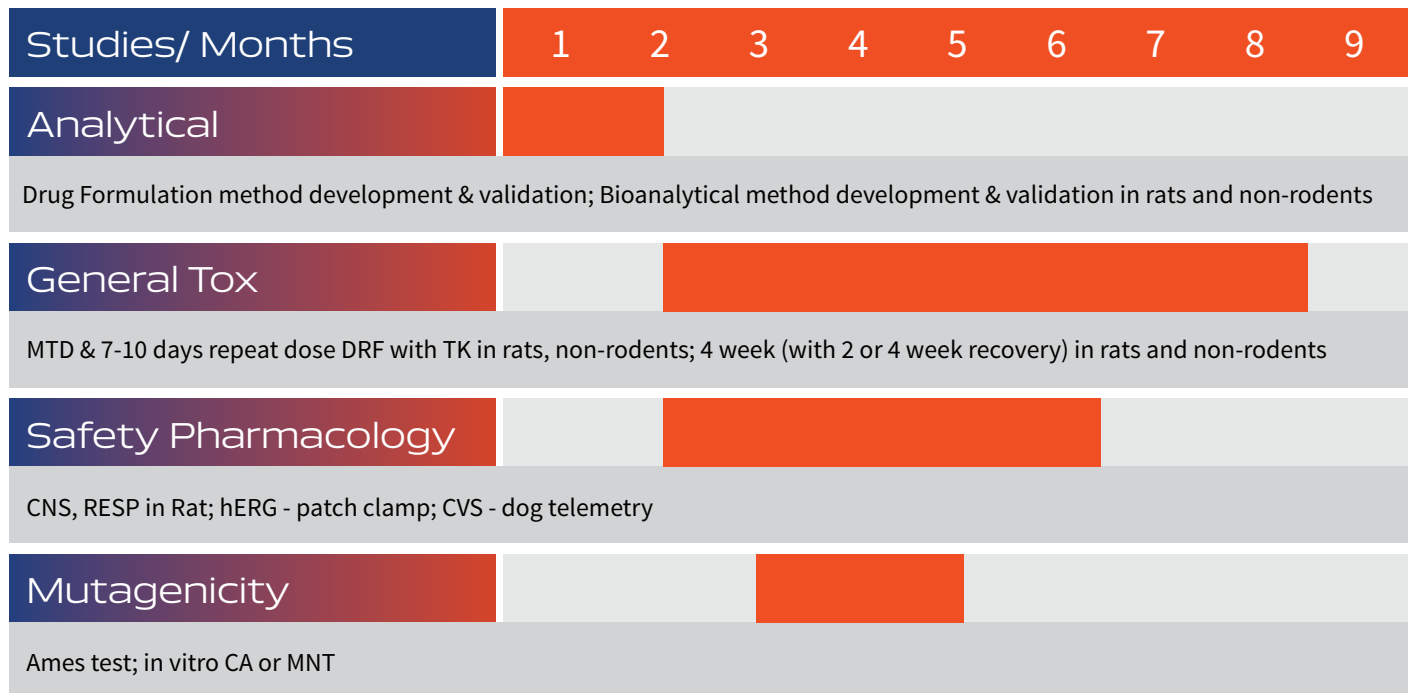 Studies/ Months 1 2 3 4 5 6 7 8 9
Analytical
Drug Formulation method development & validation; Bioanalytical method development & validation in rats and non-rodents
General Tox
MTD & 7-10 days repeat dose DRF with TK in rats, non-rodents; 4 week (with 2 or 4 week recovery) in rats and non-rodents
Safety Pharmacology
CNS, RESP in Rat; hERG - patch clamp; CVS - dog telemetry
Mutagenicity
Ames test; in vitro CA or MNT